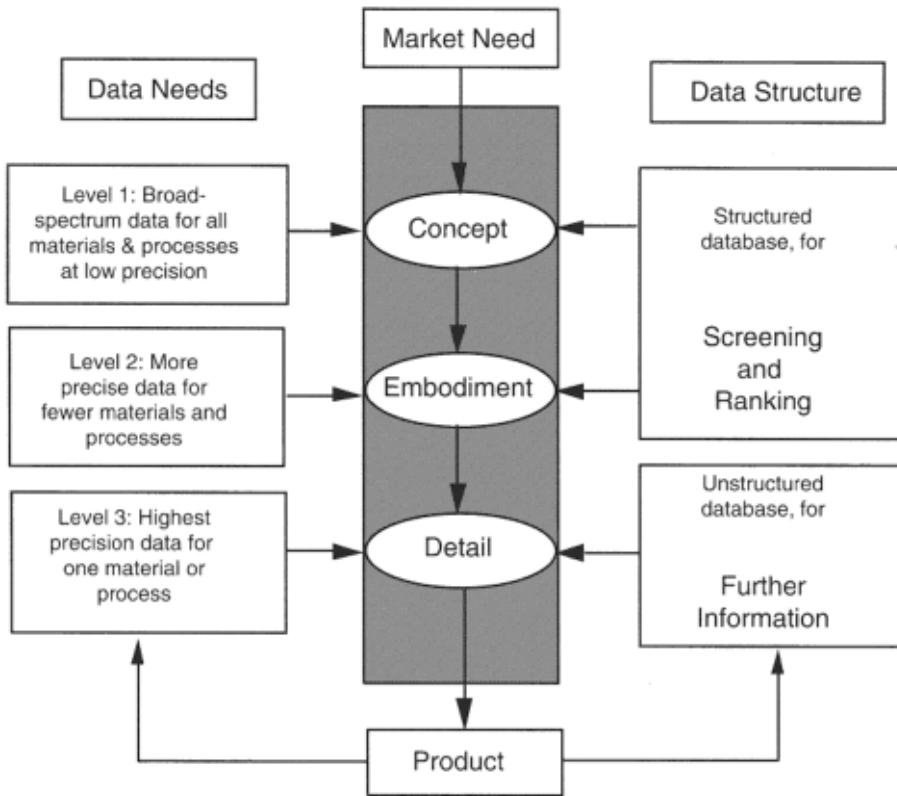 Market Need
Data Needs
Data Structure
Level 1: Broad-
spectrum data for all
materials & processes
at low precision
Concept
Structured
database, for
Screening
and
Ranking
Level 2: More
precise data for
fewer materials and
processes
Embodiment
Level 3: Highest
precision data for
one material or
process
Detail
Unstructured
database, for
Further
Information
Product